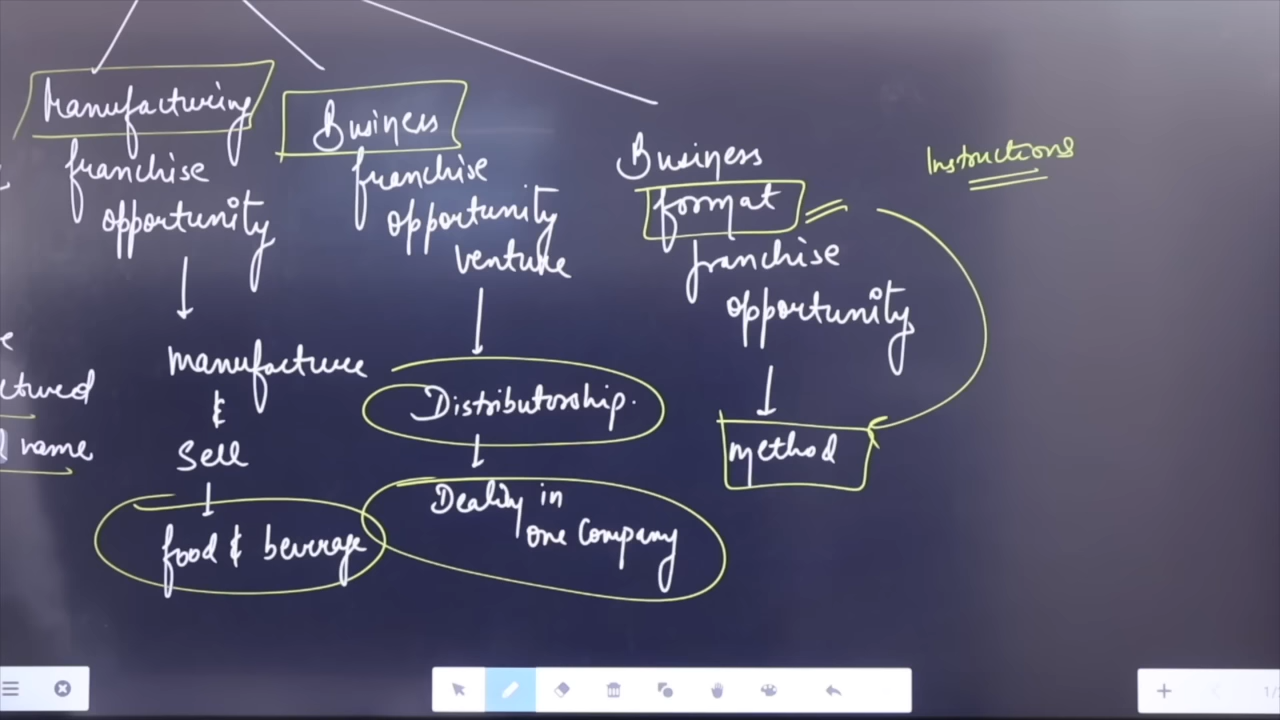 Manufacturing
franchise
opportunity
manufacture
&
Sell
food & beverage
Business
franchise
opportunity
venture
Distributorship.
Dealing in
one Company
Business
format
franchise
opportunity
method
Instructions
name